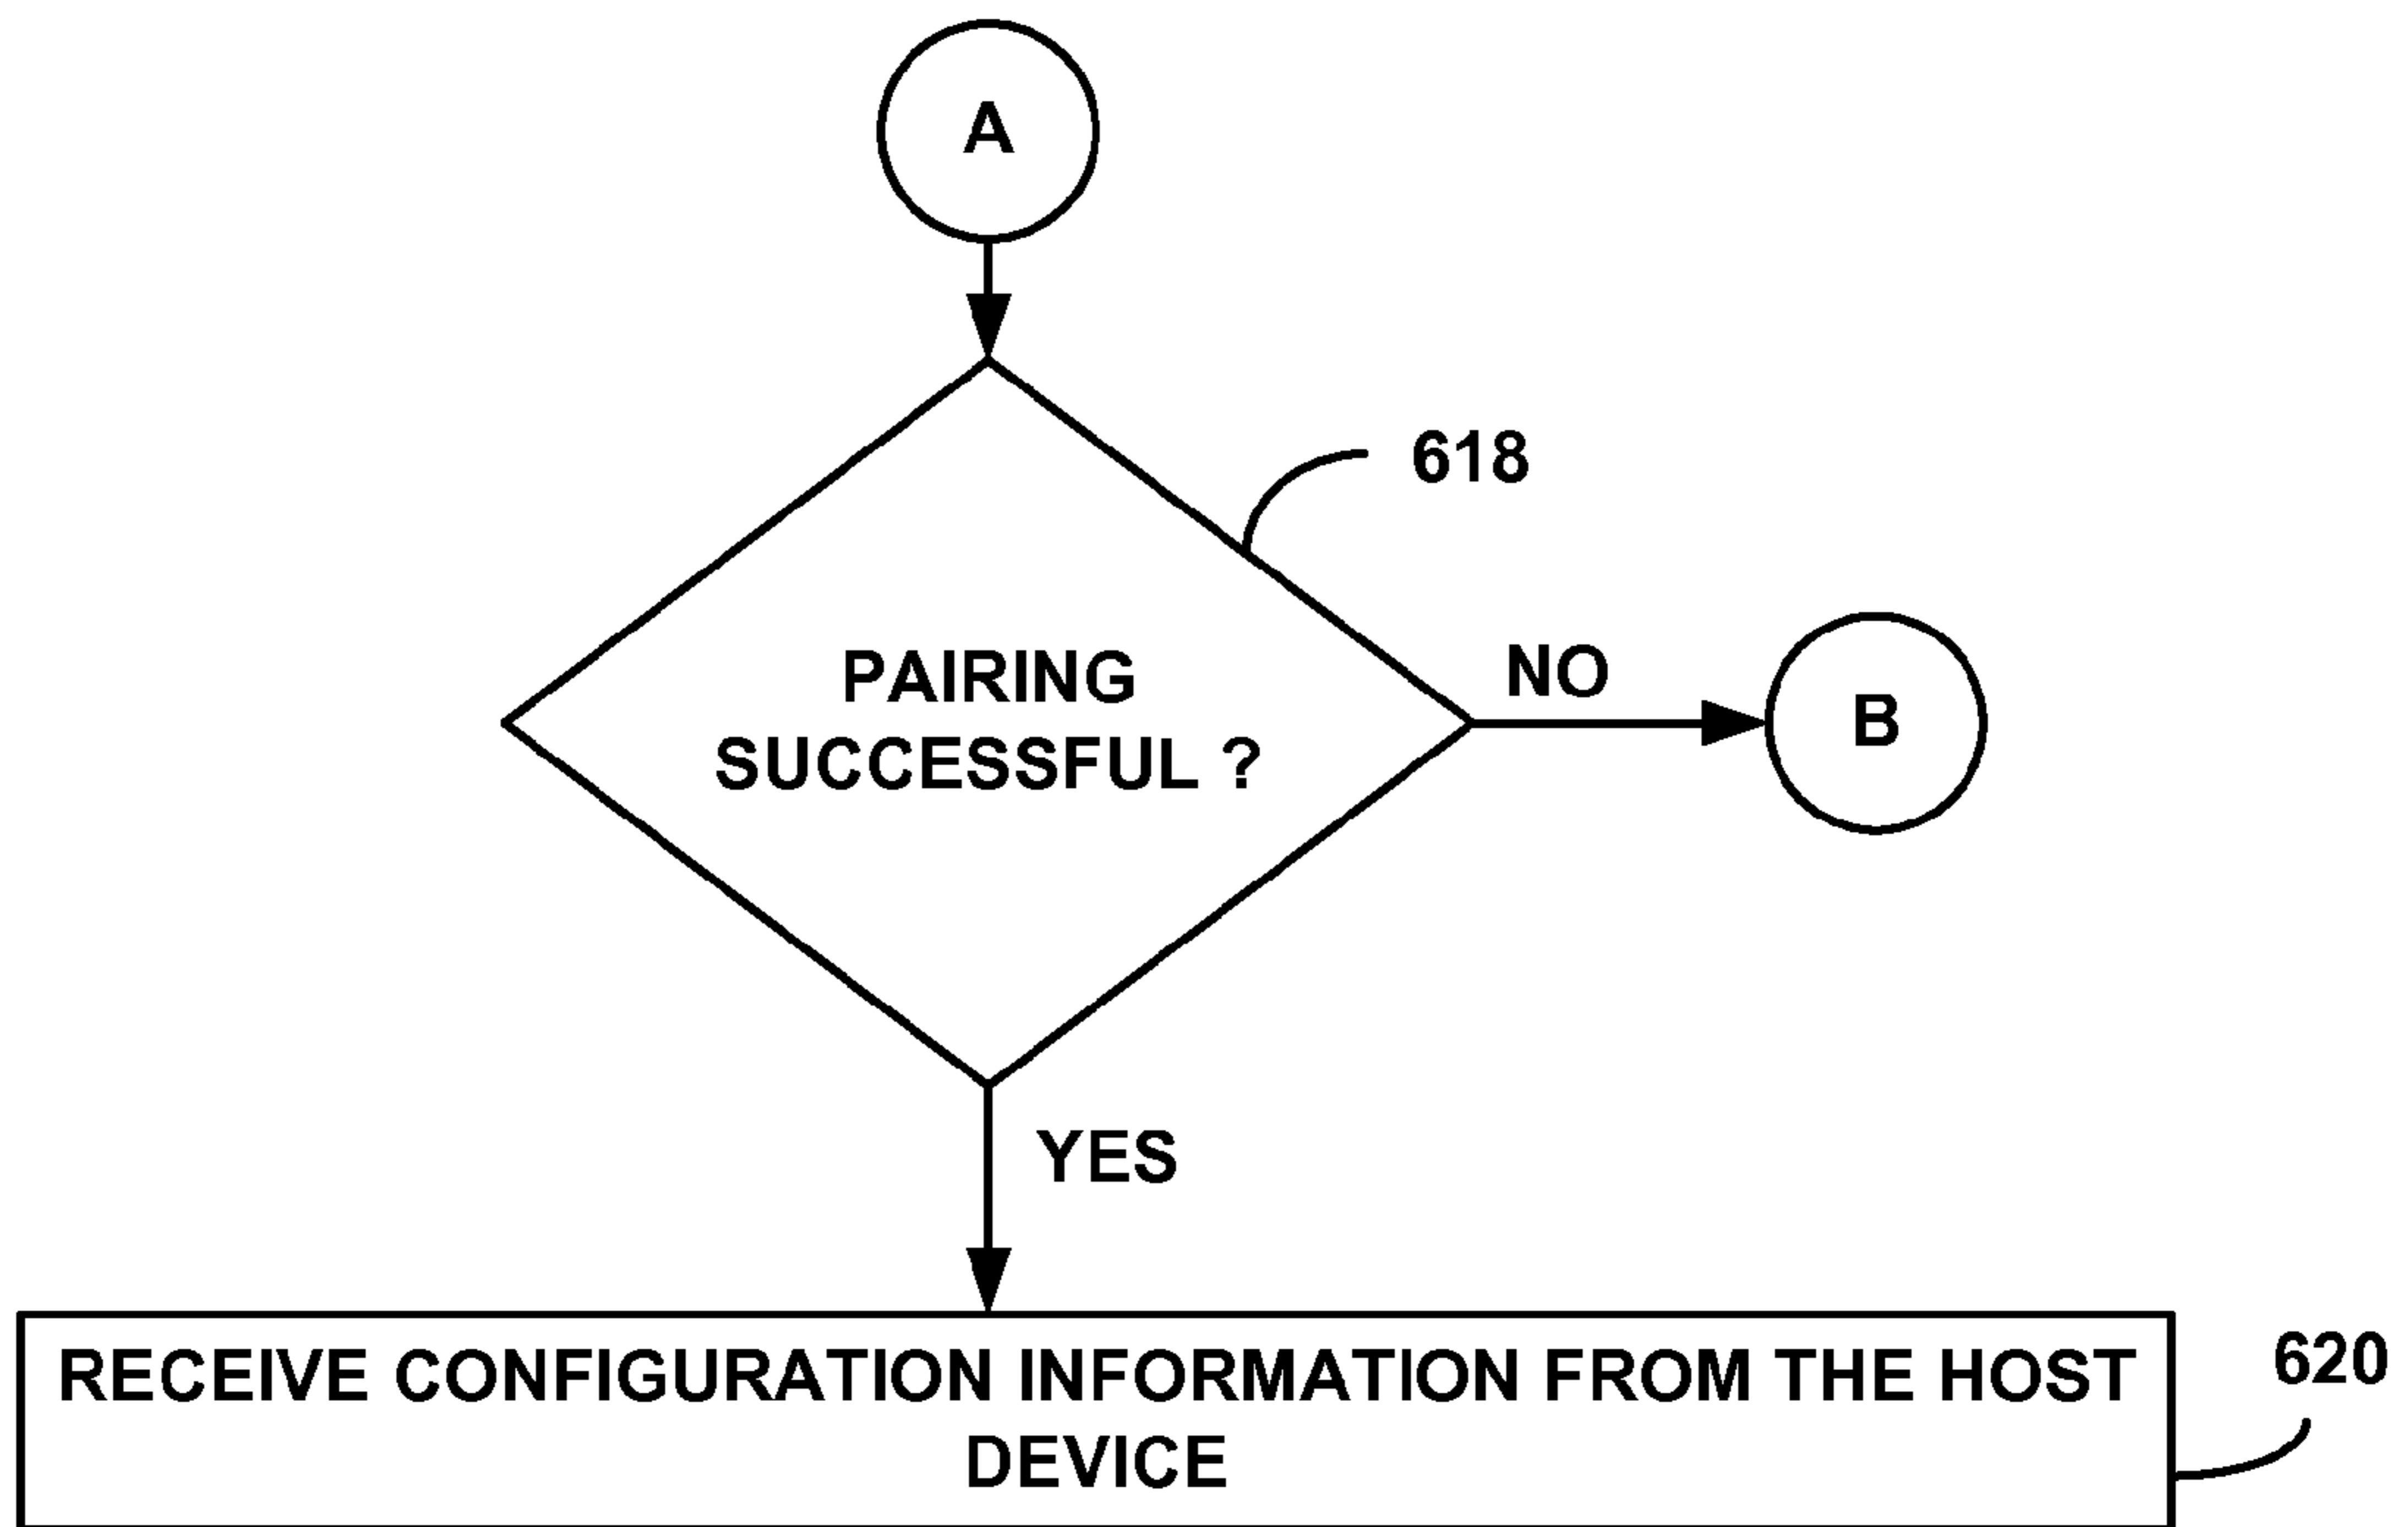 A
618
PAIRING
SUCCESSFUL ?
NO
B
YES
RECEIVE CONFIGURATION INFORMATION FROM THE HOST
DEVICE
620